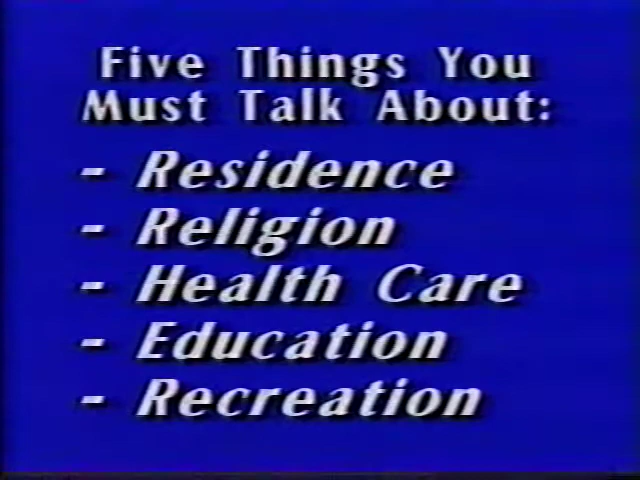 Five Things You
Must Talk About:
- Residence
- Religion
- Health Care
- Education
- Recreation